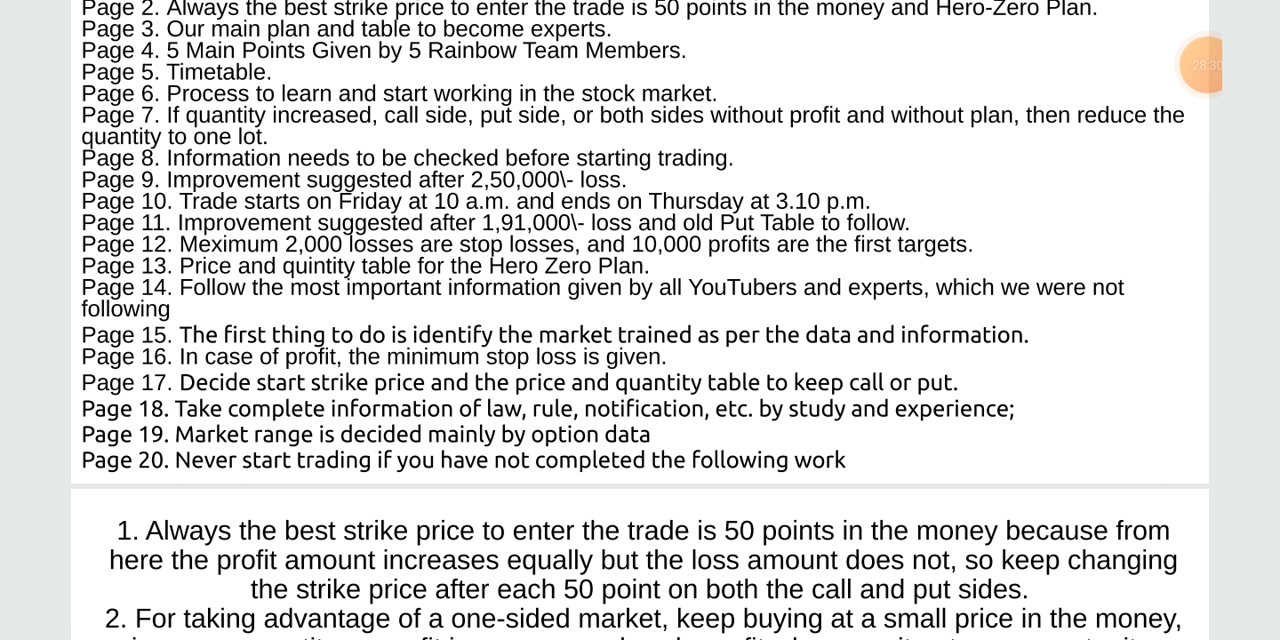 Page 2. Always the best strike price to enter the trade is 50 points in the money and Hero-Zero Plan.
Page 3. Our main plan and table to become experts.
Page 4. 5 Main Points Given by 5 Rainbow Team Members.
Page 5. Timetable.
28:30
Page 6. Process to learn and start working in the stock market.
Page 7. If quantity increased, call side, put side, or both sides without profit and without plan, then reduce the
quantity to one lot.
Page 8. Information needs to be checked before starting trading.
Page 9. Improvement suggested after 2,50,000\- loss.
Page 10. Trade starts on Friday at 10 a.m. and ends on Thursday at 3.10 p.m.
Page 11. Improvement suggested after 1,91,000\- loss and old Put Table to follow.
Page 12. Meximum 2,000 losses are stop losses, and 10,000 profits are the first targets.
Page 13. Price and quintity table for the Hero Zero Plan.
Page 14. Follow the most important information given by all YouTubers and experts, which we were not
following
Page 15. The first thing to do is identify the market trained as per the data and information.
Page 16. In case of profit, the minimum stop loss is given.
Page 17. Decide start strike price and the price and quantity table to keep call or put.
Page 18. Take complete information of law, rule, notification, etc. by study and experience;
Page 19. Market range is decided mainly by option data
Page 20. Never start trading if you have not completed the following work
1. Always the best strike price to enter the trade is 50 points in the money because from
here the profit amount increases equally but the loss amount does not, so keep changing
the strike price after each 50 point on both the call and put sides.
2. For taking advantage of a one-sided market, keep buying at a small price in the money,